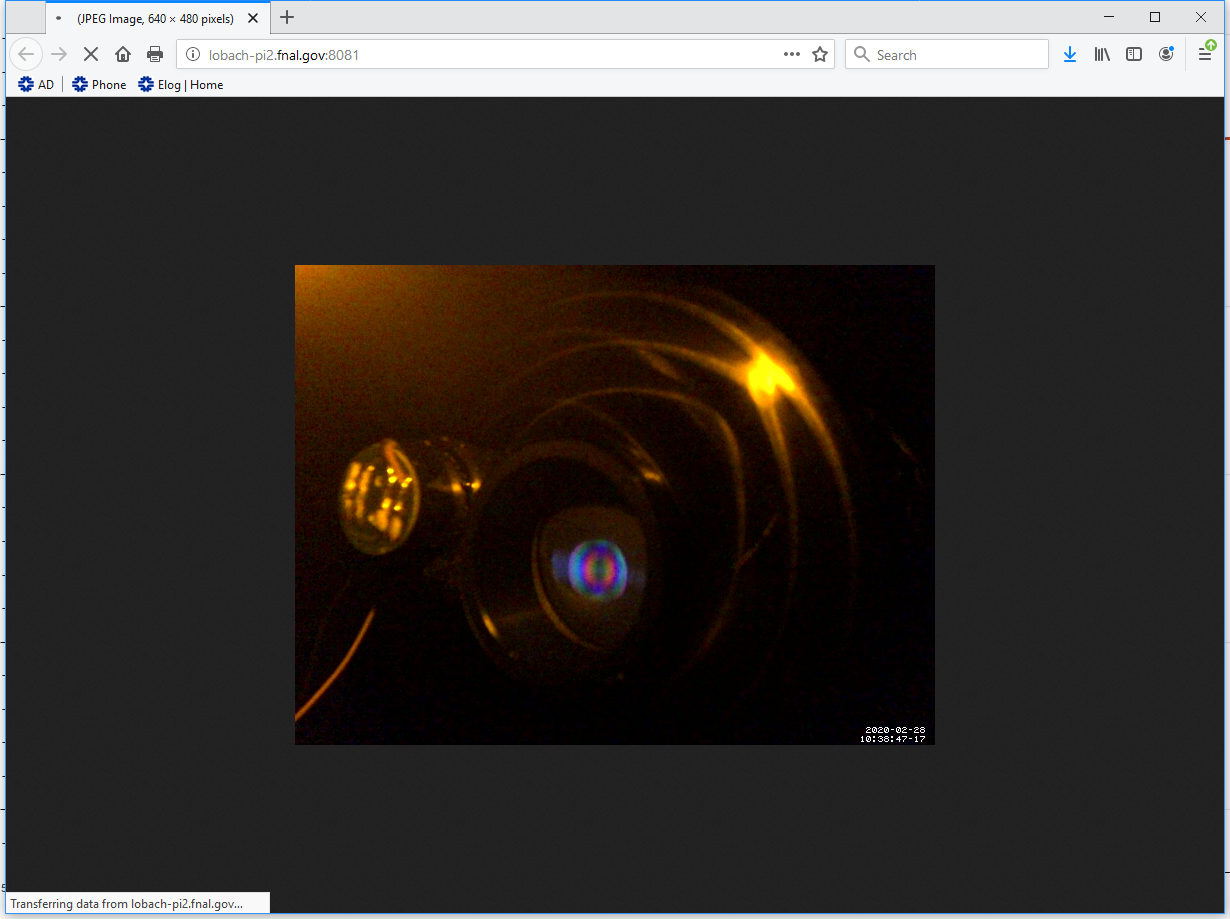 (JPEG Image, 640 × 480 pixels)
lobach-pi2.fnal.gov:8081
Search
AD
Phone
Elog | Home
2020-02-28
10:38:47-17
Transferring data from lobach-pi2.fnal.gov...